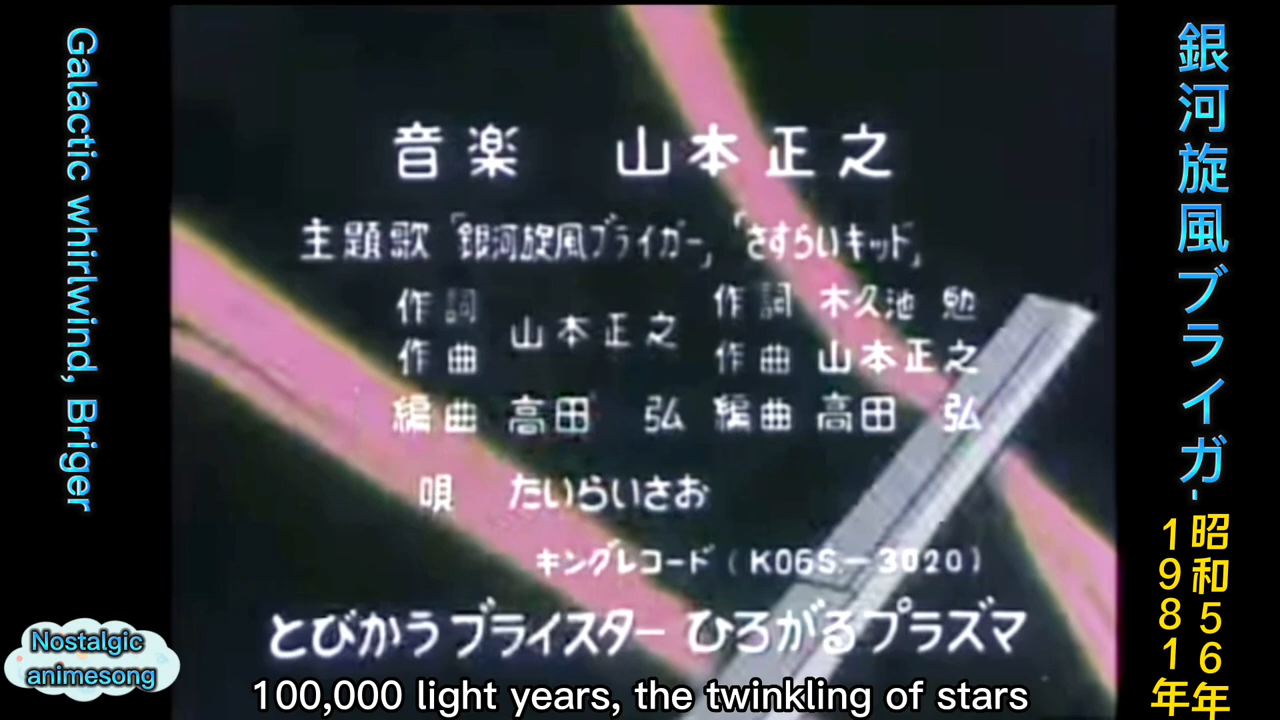 Galactic whirlwind, Briger
音楽 山本正之
主題歌「銀河旋風ブライガー」「さすらいキッド」
作詞
作曲 山本正之
編曲 高田 弘
作詞 木久池 勉
作曲 山本正之
編曲 高田 弘
唄 たいらいさお
キングレコード(K06S-3020)
とびかうブライスター ひろがるプラズマ
100,000 light years, the twinkling of stars
銀河旋風ブライガー
昭和56年
1981年
Nostalgic
animesong